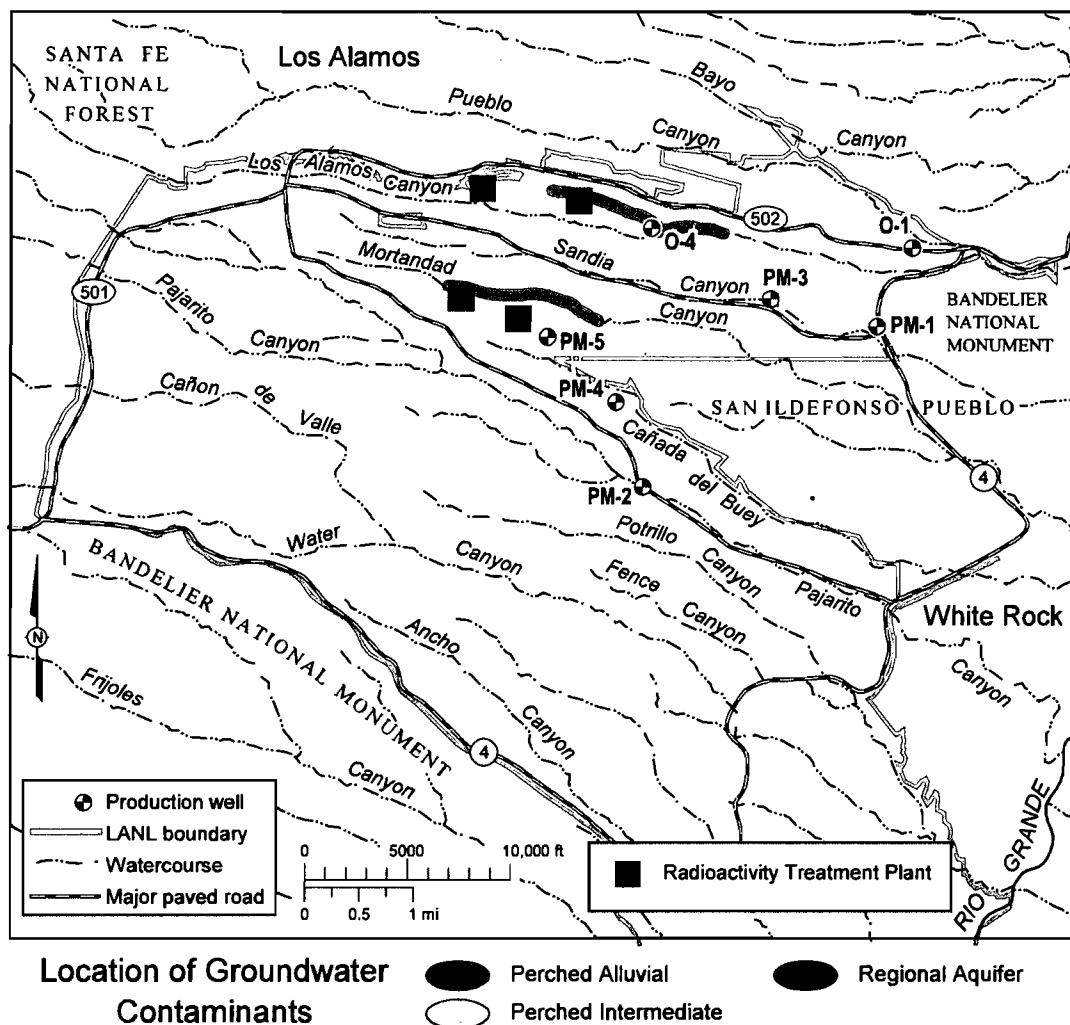 SANTA FE
NATIONAL
FOREST
Los Alamos
Bayo
Pueblo
Canyon
Canyon
Los Alamos
Canyon
502
O-1
O-4
Sandia
Mortandad
PM-3
Canyon
501
Pajarito
Canyon
PM-1
BANDELIER
NATIONAL
MONUMENT
PM-5
Canyon
Cañon
de
Valle
PM-4
SAN ILDEFONSO PUEBLO
Cañada
del Buey
4
PM-2
Water
Potrillo
Canyon
Canyon
BANDELIER NATIONAL MONUMENT
Fence
Pajarito
Canyon
White Rock
N
Ancho
Canyon
Canyon
Frijoles
Canyon
4
RIO GRANDE
Production well
LANL boundary
Watercourse
Major paved road
0 5000 10,000 ft
0 0.5 1 mi
Radioactivity Treatment Plant
Location of Groundwater
Contaminants
Perched Alluvial
Regional Aquifer
Perched Intermediate